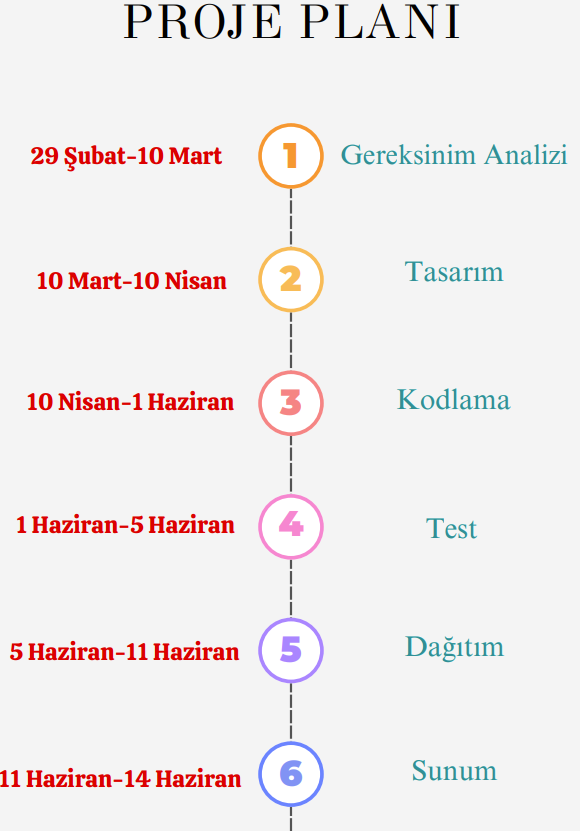 PROJE PLANI
29 Şubat-10 Mart 1 Gereksinim Analizi
10 Mart-10 Nisan 2 Tasarım
10 Nisan-1 Haziran 3 Kodlama
1 Haziran-5 Haziran 4 Test
5 Haziran-11 Haziran 5 Dağıtım
11 Haziran-14 Haziran 6 Sunum